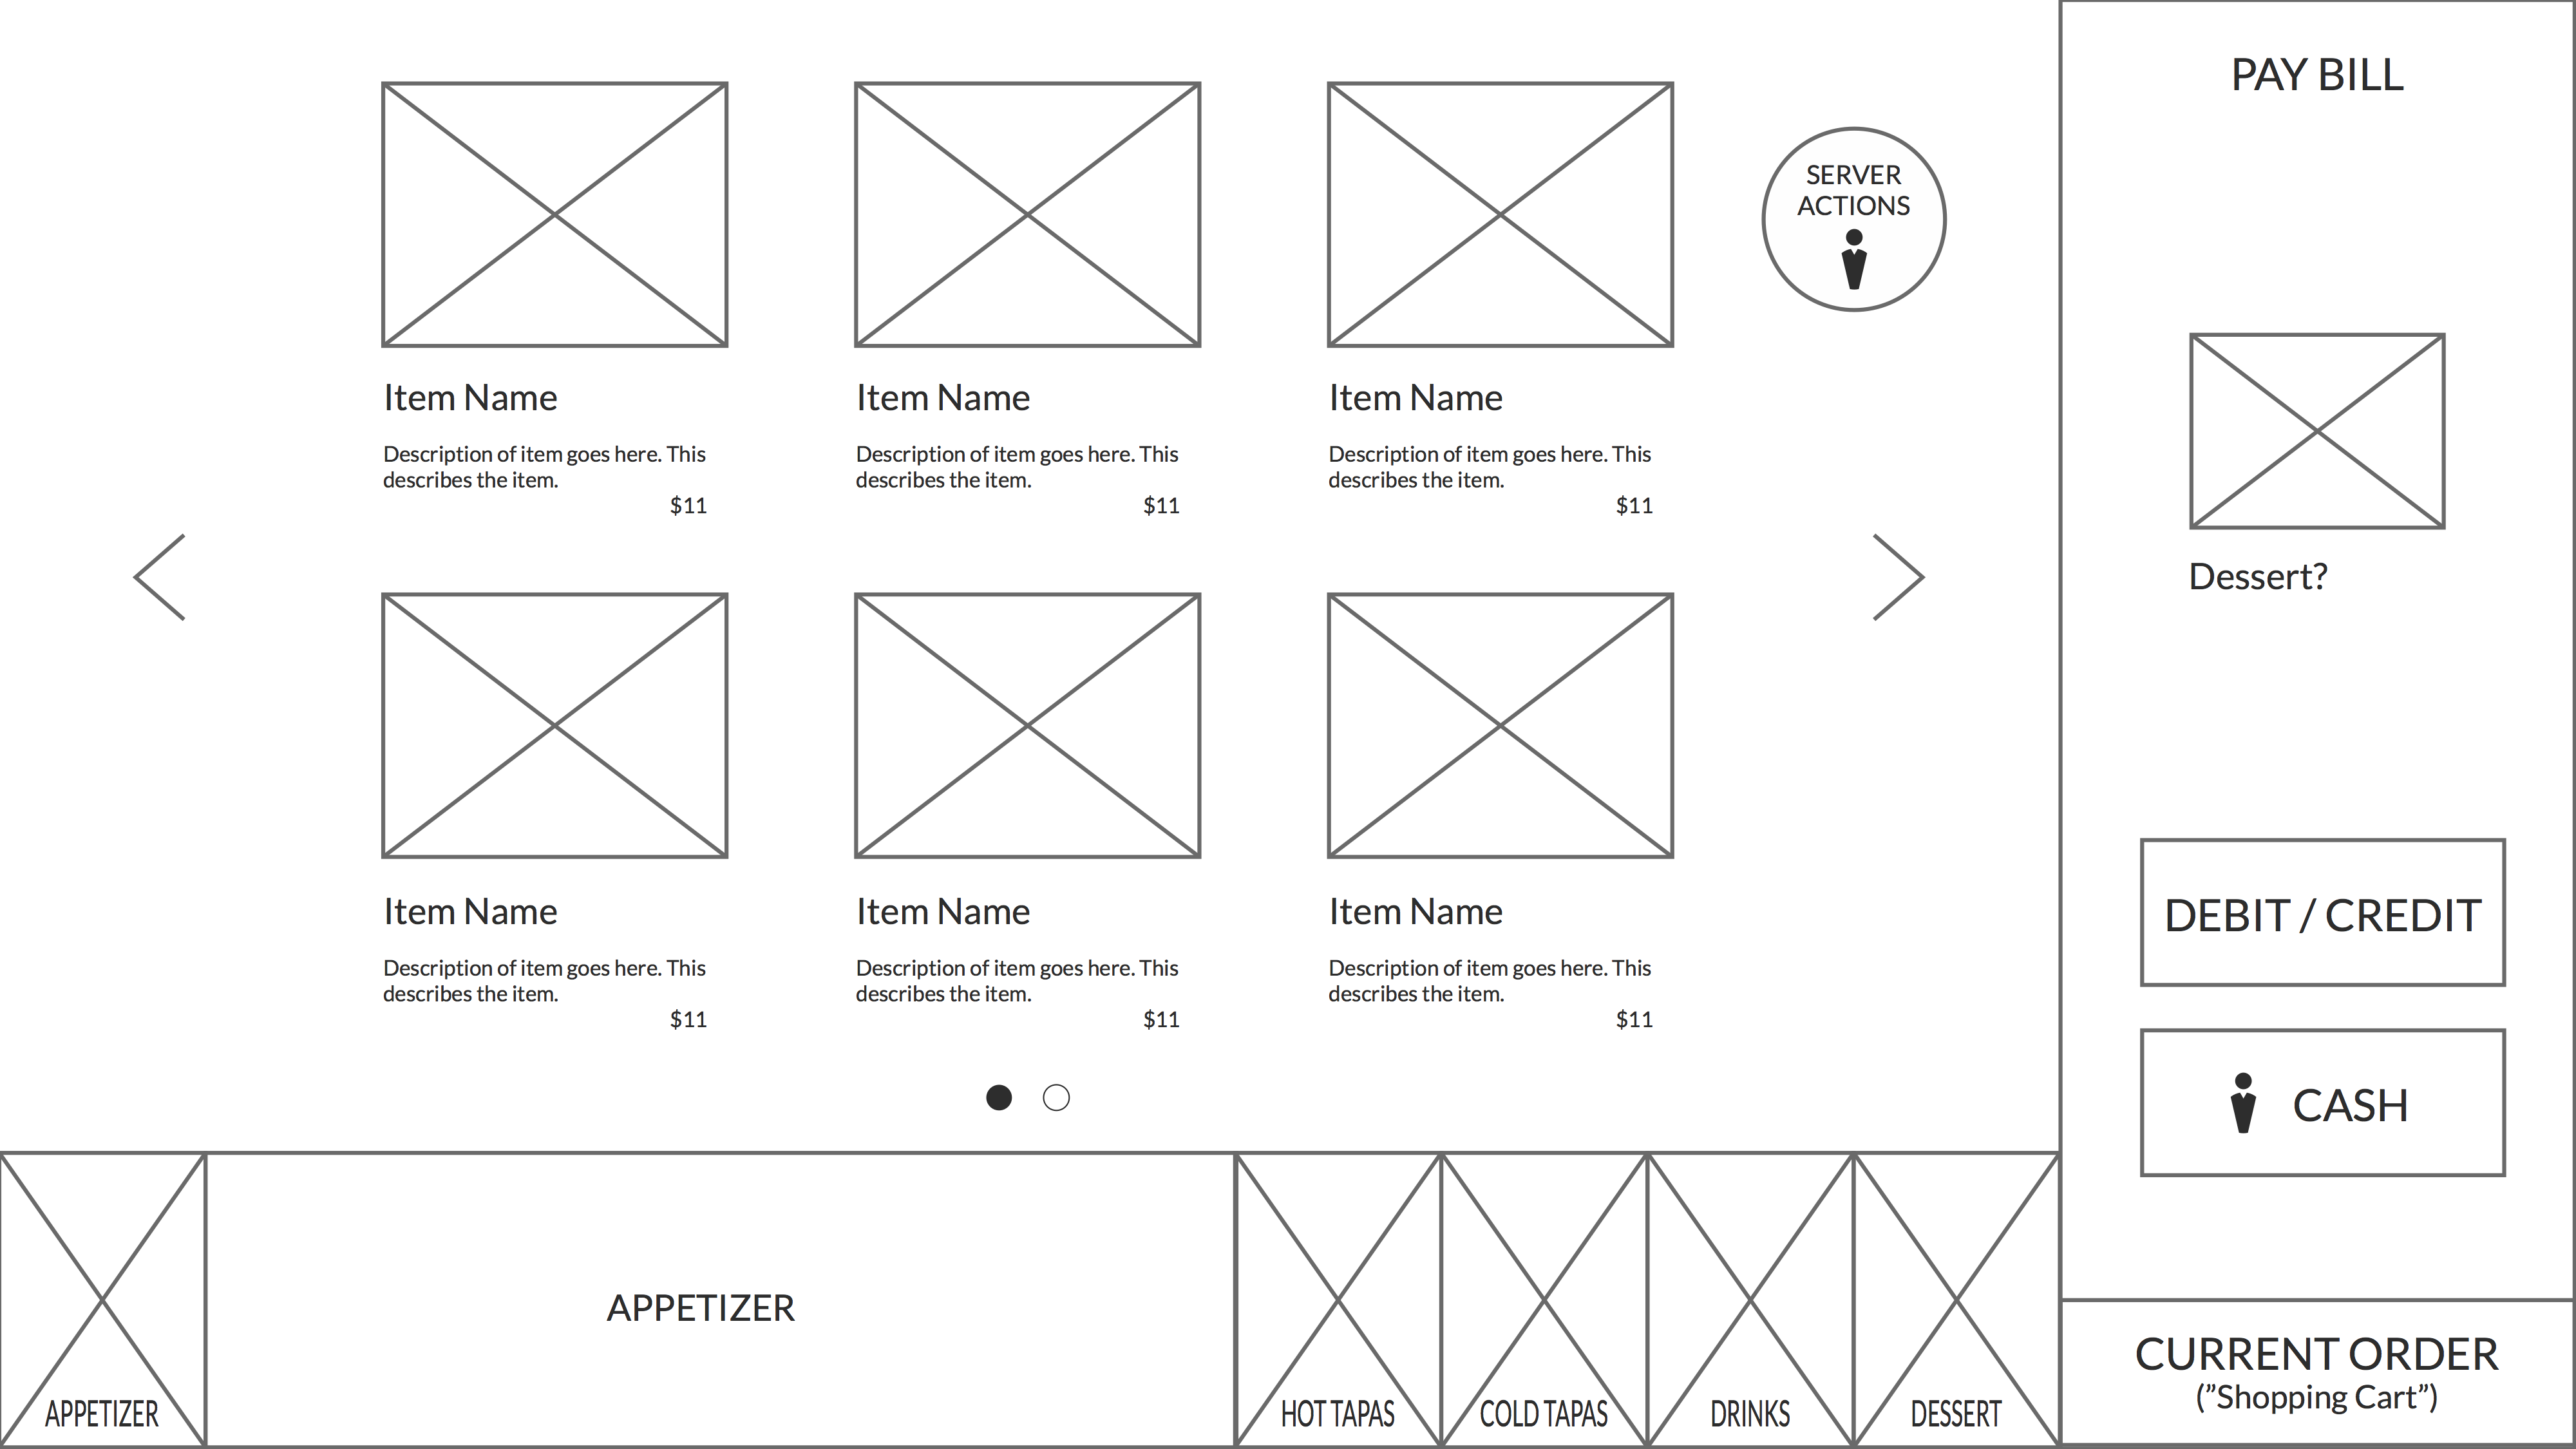 SERVER
ACTIONS
Item Name
Description of item goes here. This
describes the item.
$11
Item Name
Description of item goes here. This
describes the item.
$11
Item Name
Description of item goes here. This
describes the item.
$11
Item Name
Description of item goes here. This
describes the item.
$11
Item Name
Description of item goes here. This
describes the item.
$11
Item Name
Description of item goes here. This
describes the item.
$11
APPETIZER
APPETIZER
HOT TAPAS
COLD TAPAS
DRINKS
DESSERT
PAY BILL
Dessert?
DEBIT / CREDIT
CASH
CURRENT ORDER
(”Shopping Cart”)